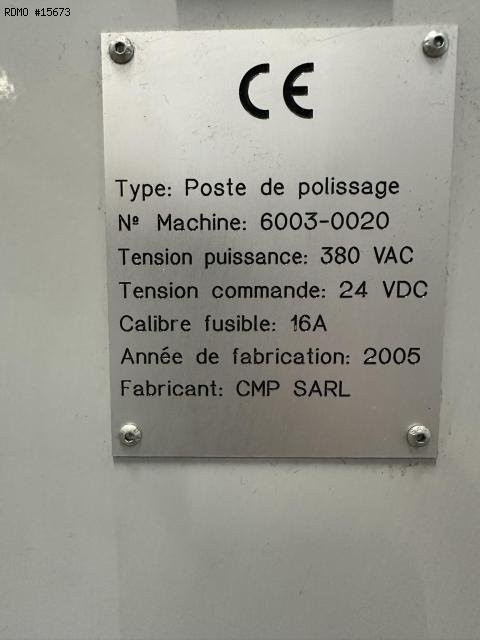 RDMO #15673
CE
Type: Poste de polissage
Nº Machine: 6003-0020
Tension puissance: 380 VAC
Tension commande: 24 VDC
Calibre fusible: 16A
Année de fabrication: 2005
Fabricant: CMP SARL